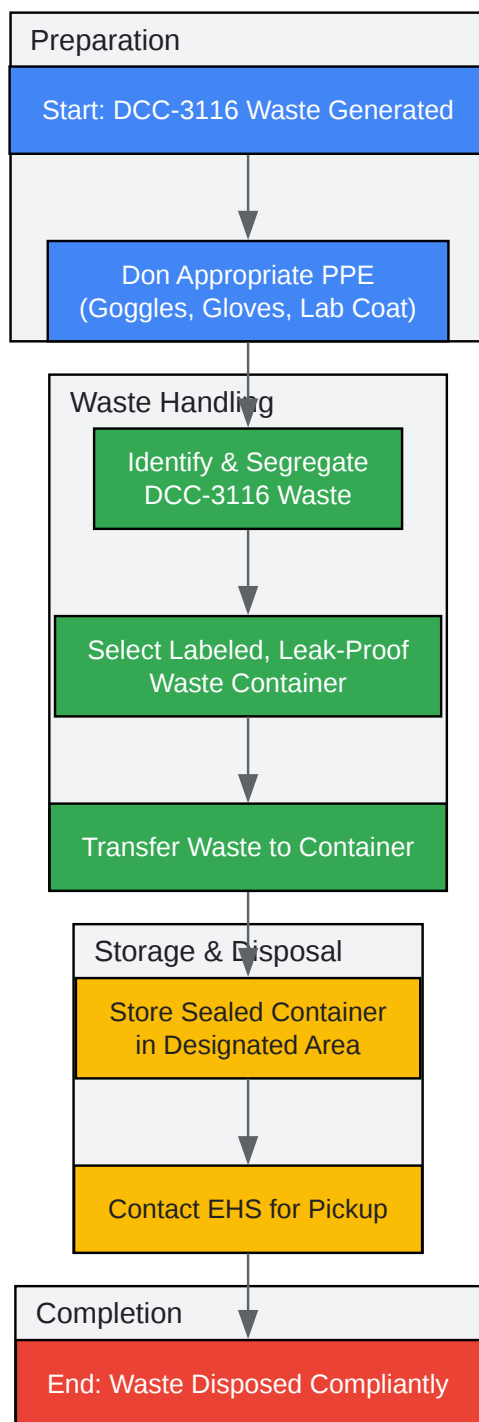 Preparation
Start: DCC-3116 Waste Generated
Don Appropriate PPE
(Goggles, Gloves, Lab Coat)
Waste Handling
Identify & Segregate
DCC-3116 Waste
Select Labeled, Leak-Proof
Waste Container
Transfer Waste to Container
Storage & Disposal
Store Sealed Container
in Designated Area
Contact EHS for Pickup
Completion
End: Waste Disposed Compliantly